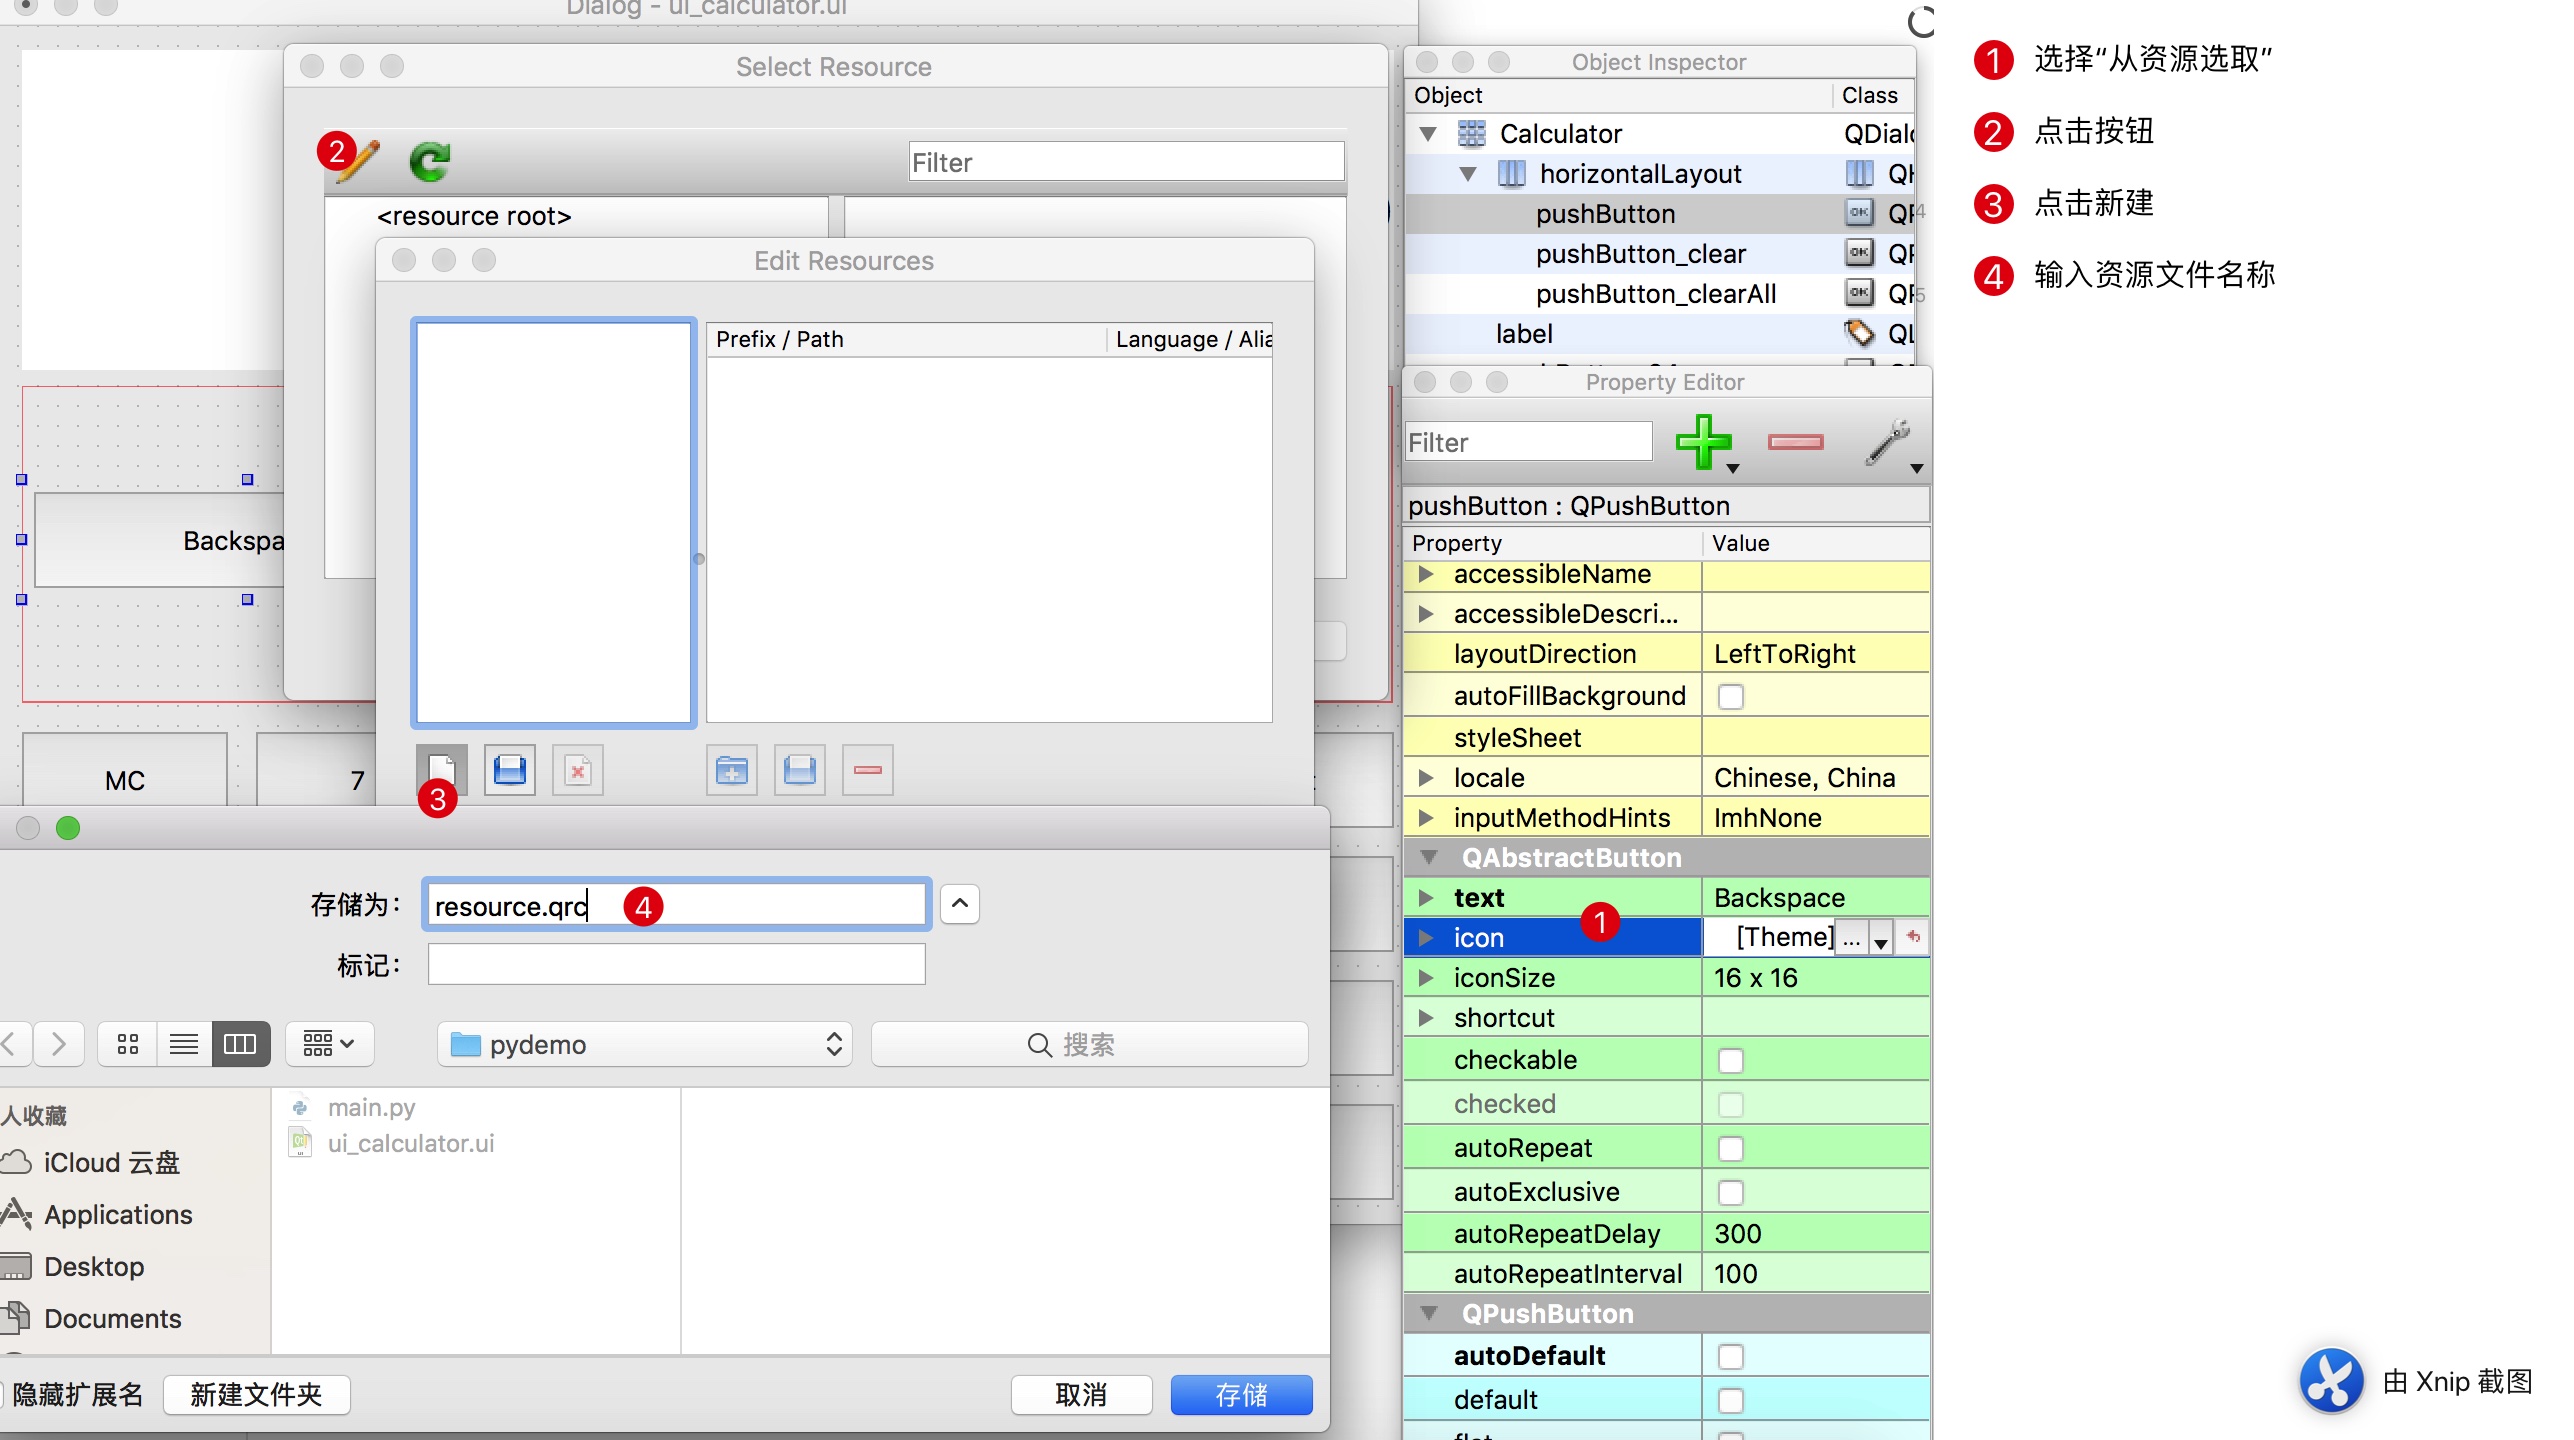 Dialog - ui_calculator.ui
Select Resource
2
Filter
<resource root>
Edit Resources
Prefix / Path
Language / Alia
Backspa
MC
7
3
存储为：
resource.qrc
4
标记：
pydemo
搜索
人收藏
iCloud 云盘
Applications
Desktop
Documents
main.py
ui_calculator.ui
隐藏扩展名
新建文件夹
取消
存储
Object Inspector
Object
Class
Calculator
QDial
horizontalLayout
QH
pushButton
QP
pushButton_clear
QP
pushButton_clearAll
QP
label
QL
Property Editor
Filter
pushButton : QPushButton
Property
Value
accessibleName
accessibleDescri...
layoutDirection
LeftToRight
autoFillBackground
styleSheet
locale
Chinese, China
inputMethodHints
ImhNone
QAbstractButton
text
Backspace
1
icon
[Theme]
...
iconSize
16 x 16
shortcut
checkable
checked
autoRepeat
autoExclusive
autoRepeatDelay
300
autoRepeatInterval
100
QPushButton
autoDefault
default
1 选择“从资源选取”
2 点击按钮
3 点击新建
4 输入资源文件名称
由 Xnip 截图